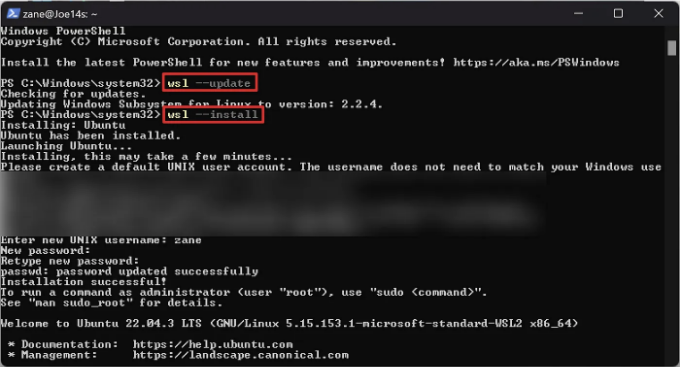 zane@Joe14s: ~
Windows PowerShell
Copyright (C) Microsoft Corporation. All rights reserved.
Install the latest PowerShell for new features and improvements! https://aka.ms/PSWindows
PS C:\Windows\system32> wsl --update
Checking for updates.
Updating Windows Subsystem for Linux to version: 2.2.4.
PS C:\Windows\system32> wsl --install
Installing: Ubuntu
Ubuntu has been installed.
Launching Ubuntu...
Installing, this may take a few minutes...
Please create a default UNIX user account. The username does not need to match your Windows use
Enter new UNIX username: zane
New password:
Retype new password:
passwd: password updated successfully
Installation successful!
To run a command as administrator (user "root"), use "sudo <command>".
See "man sudo_root" for details.
Welcome to Ubuntu 22.04.3 LTS (GNU/Linux 5.15.153.1-microsoft-standard-WSL2 x86_64)
* Documentation: https://help.ubuntu.com
* Management: https://landscape.canonical.com